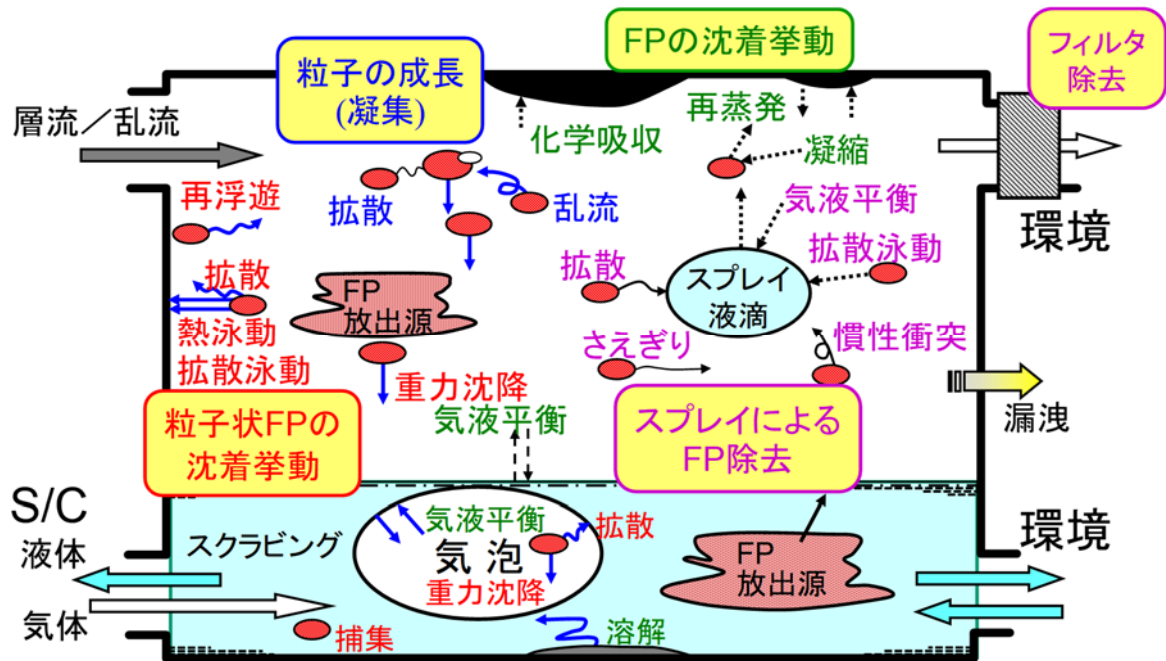 FPの沈着挙動
フィルタ
除去
粒子の成長
(凝集)
層流／乱流
化学吸収
再蒸発
凝縮
拡散
乱流
再浮遊
気液平衡
環境
拡散
熱泳動
拡散泳動
FP
放出源
拡散
スプレイ
液滴
拡散泳動
さえぎり
慣性衝突
重力沈降
漏洩
粒子状FPの
沈着挙動
気液平衡
スプレイによる
FP除去
S/C
液体
気体
スクラビング
気液平衡
気泡
重力沈降
拡散
FP
放出源
環境
捕集
溶解